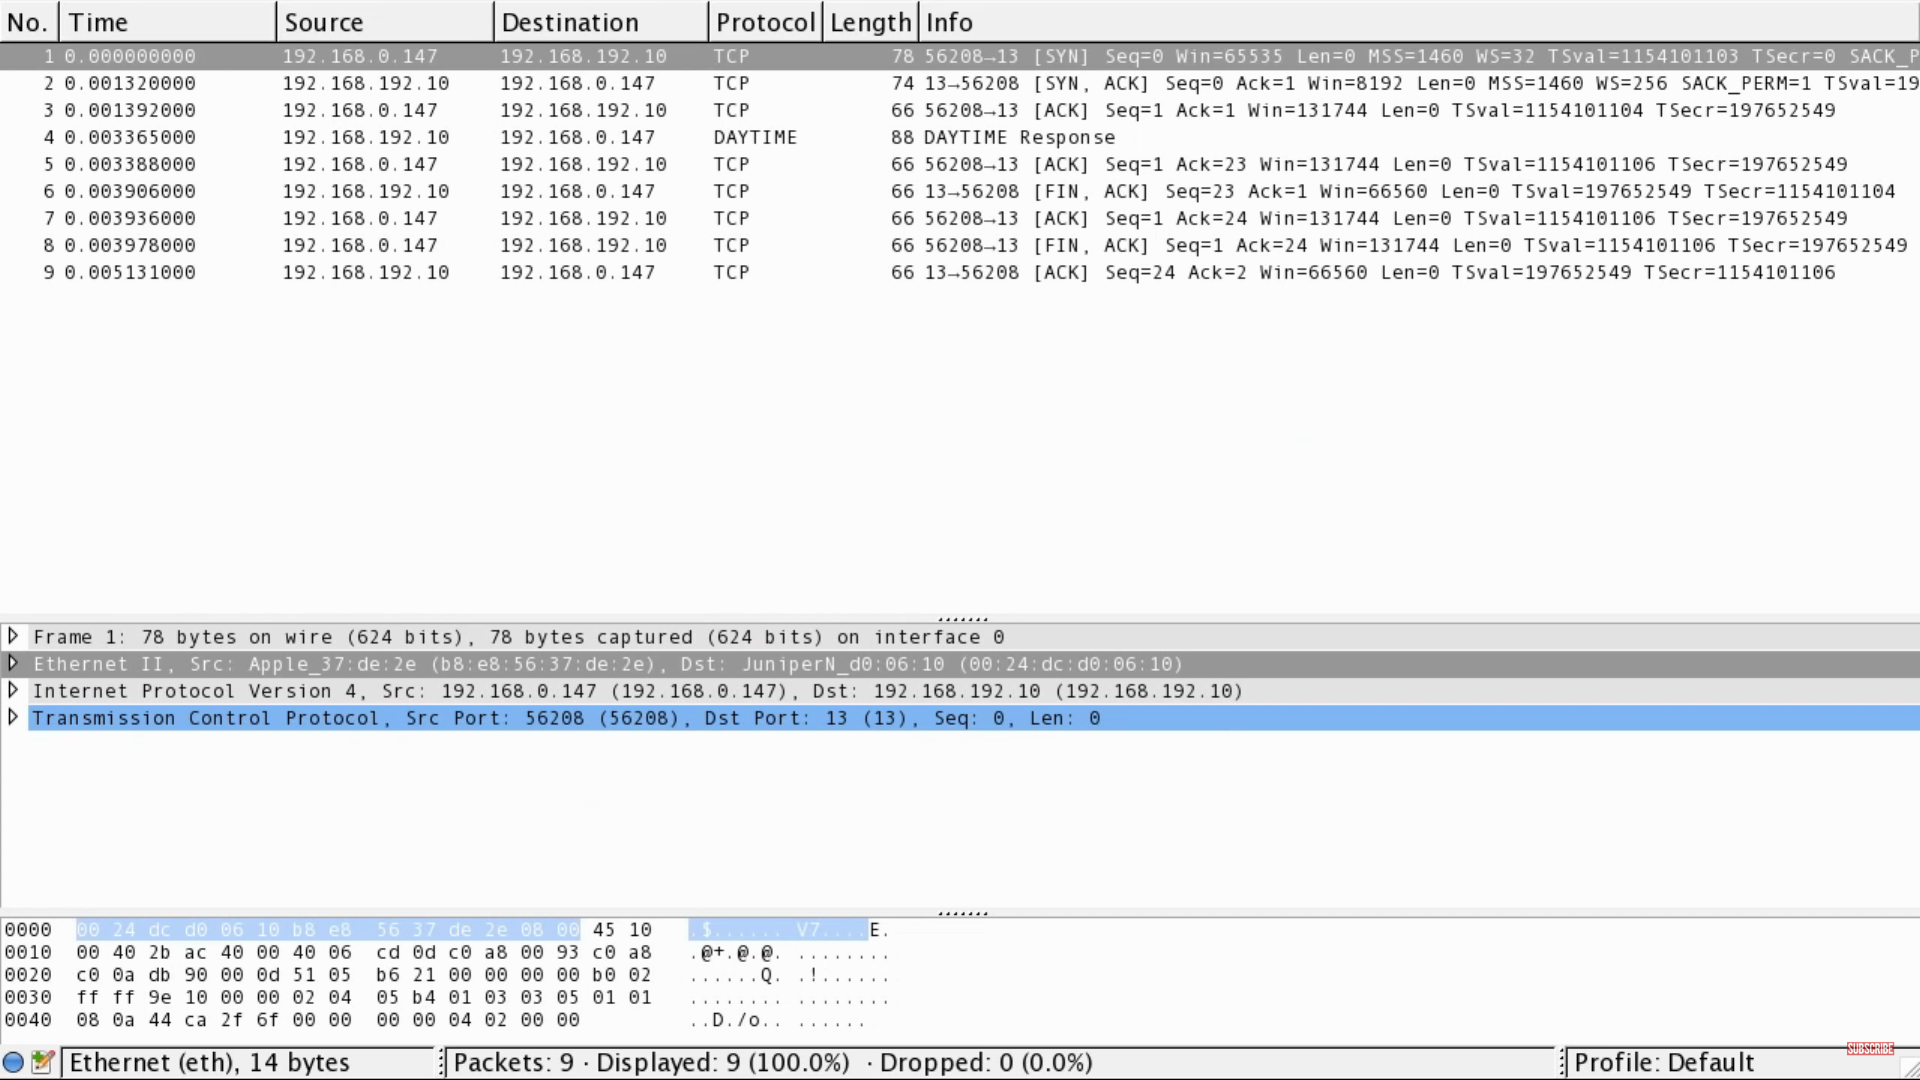 No. Time Source Destination Protocol Length Info
1 0.000000000 192.168.0.147 192.168.192.10 TCP 78 56208→13 [SYN] Seq=0 Win=65535 Len=0 MSS=1460 WS=32 TSval=1154101103 TSecr=0 SACK_P
2 0.001320000 192.168.192.10 192.168.0.147 TCP 74 13→56208 [SYN, ACK] Seq=0 Ack=1 Win=8192 Len=0 MSS=1460 WS=256 SACK_PERM=1 TSval=19
3 0.001392000 192.168.0.147 192.168.192.10 TCP 66 56208→13 [ACK] Seq=1 Ack=1 Win=131744 Len=0 TSval=1154101104 TSecr=197652549
4 0.003365000 192.168.192.10 192.168.0.147 DAYTIME 88 DAYTIME Response
5 0.003388000 192.168.0.147 192.168.192.10 TCP 66 56208→13 [ACK] Seq=1 Ack=23 Win=131744 Len=0 TSval=1154101106 TSecr=197652549
6 0.003906000 192.168.192.10 192.168.0.147 TCP 66 13→56208 [FIN, ACK] Seq=23 Ack=1 Win=66560 Len=0 TSval=197652549 TSecr=1154101104
7 0.003936000 192.168.0.147 192.168.192.10 TCP 66 56208→13 [ACK] Seq=1 Ack=24 Win=131744 Len=0 TSval=1154101106 TSecr=197652549
8 0.003978000 192.168.0.147 192.168.192.10 TCP 66 56208→13 [FIN, ACK] Seq=1 Ack=24 Win=131744 Len=0 TSval=1154101106 TSecr=197652549
9 0.005131000 192.168.192.10 192.168.0.147 TCP 66 13→56208 [ACK] Seq=24 Ack=2 Win=66560 Len=0 TSval=197652549 TSecr=1154101106
Frame 1: 78 bytes on wire (624 bits), 78 bytes captured (624 bits) on interface 0
Ethernet II, Src: Apple_37:de:2e (b8:e8:56:37:de:2e), Dst: JuniperN_d0:06:10 (00:24:dc:d0:06:10)
Internet Protocol Version 4, Src: 192.168.0.147 (192.168.0.147), Dst: 192.168.192.10 (192.168.192.10)
Transmission Control Protocol, Src Port: 56208 (56208), Dst Port: 13 (13), Seq: 0, Len: 0
0000 00 24 dc d0 06 10 b8 e8 56 37 de 2e 08 00 45 10 .$...... V7....E.
0010 00 40 2b ac 40 00 40 06 cd 0d c0 a8 00 93 c0 a8 .@+.@.@. ........
0020 c0 0a db 90 00 0d 51 05 b6 21 00 00 00 00 b0 02 ......Q. .!......
0030 ff ff 9e 10 00 00 02 04 05 b4 01 03 03 05 01 01 ........ ........
0040 08 0a 44 ca 2f 6f 00 00 00 00 04 02 00 00 ..D./o.. ......
Ethernet (eth), 14 bytes Packets: 9 · Displayed: 9 (100.0%) · Dropped: 0 (0.0%) Profile: Default
SUBSCRIBE